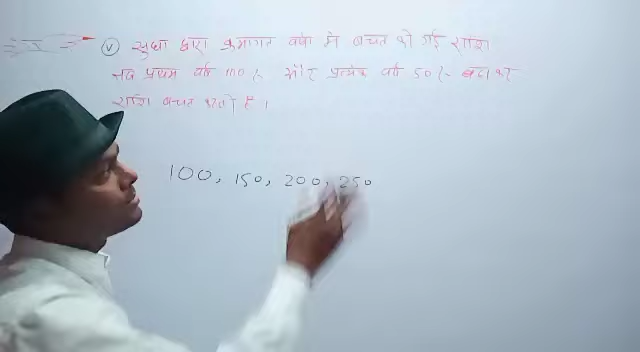 (v) सुधा द्वारा क्रमागत वर्षों में बचत की गई राशि
जब प्रथम वर्ष 100/- और प्रत्येक वर्ष 50/- बढ़ाकर
राशि बचत करती है।
100, 150, 200, 250